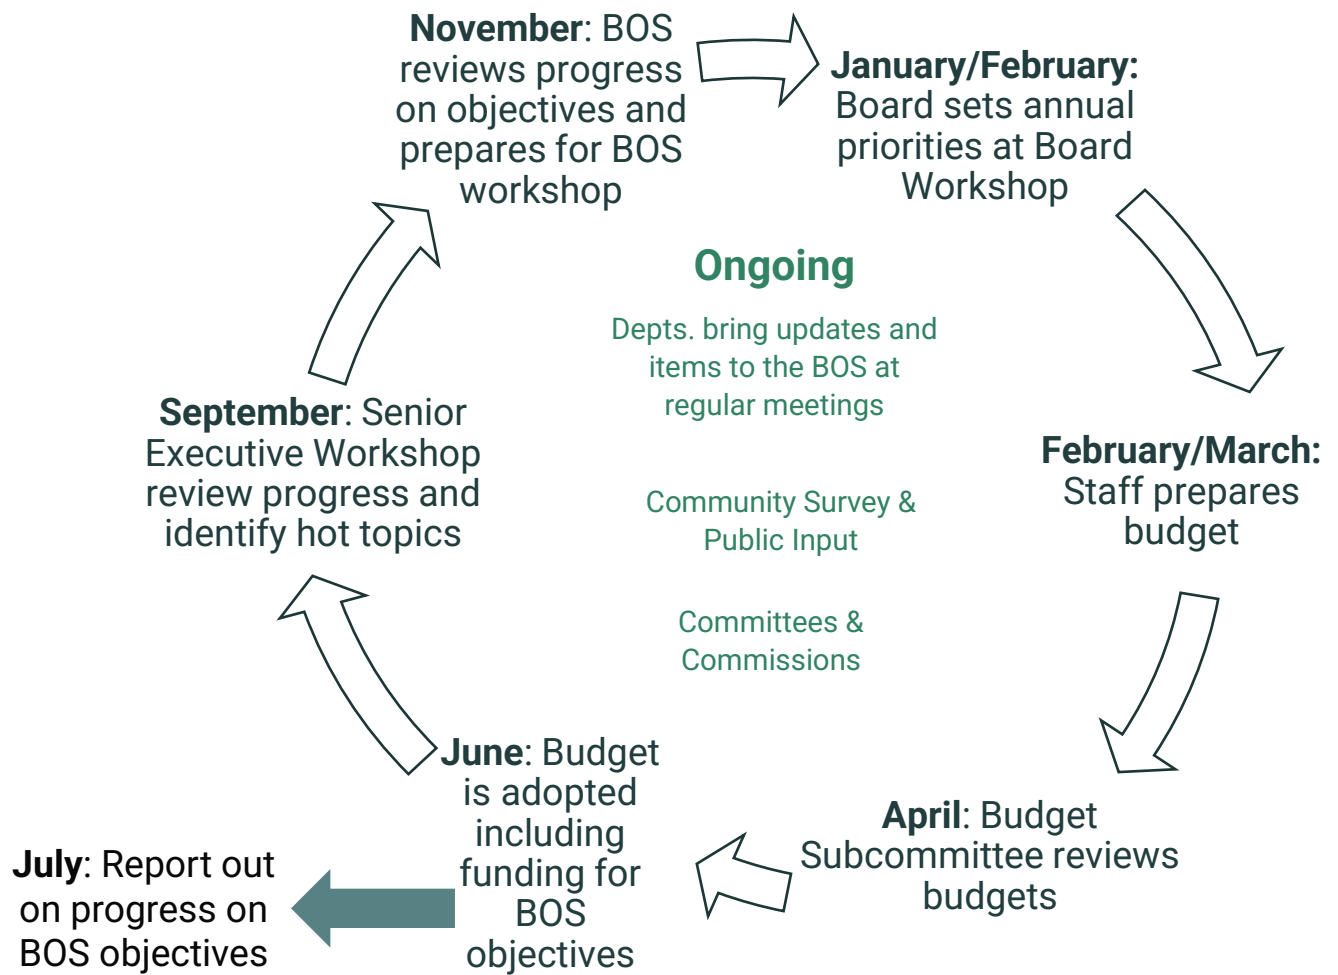 November: BOS
reviews progress
on objectives and
prepares for BOS
workshop
January/February:
Board sets annual
priorities at Board
Workshop
February/March:
Staff prepares
budget
April: Budget
Subcommittee reviews
budgets
June: Budget
is adopted
including
funding for
BOS
objectives
July: Report out
on progress on
BOS objectives
September: Senior
Executive Workshop
review progress and
identify hot topics
Ongoing
Depts. bring updates and
items to the BOS at
regular meetings
Community Survey &
Public Input
Committees &
Commissions